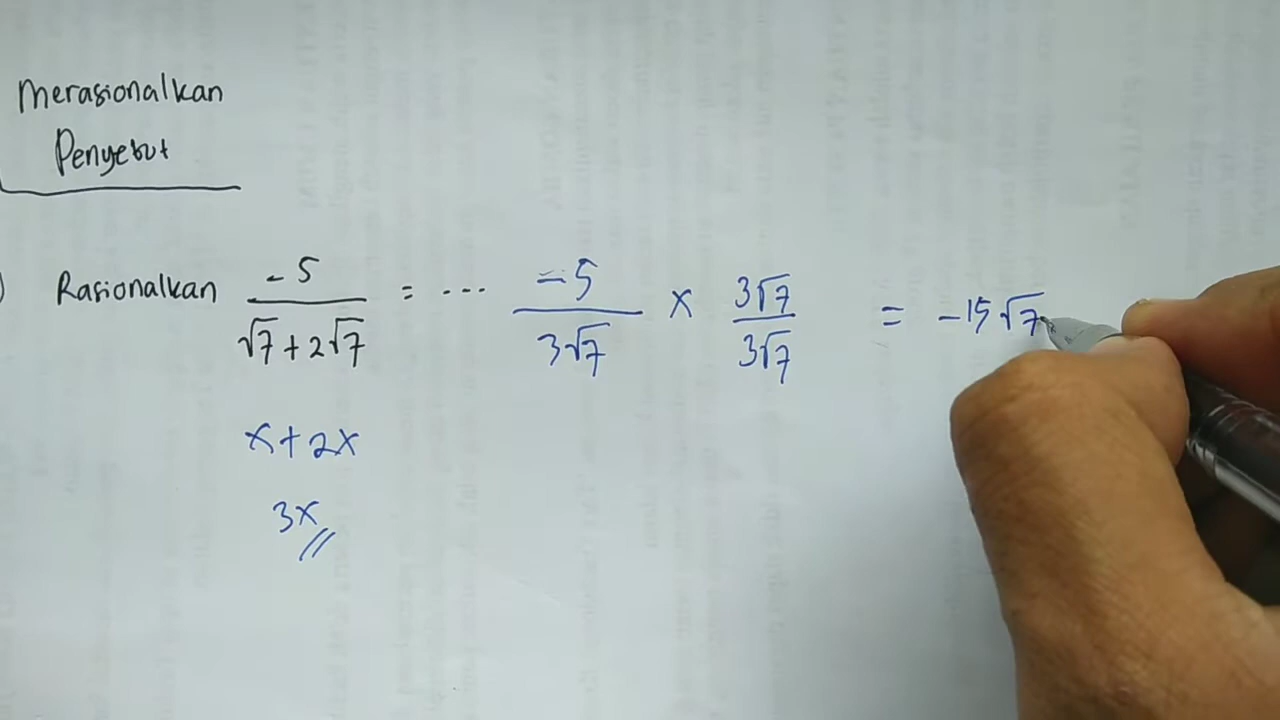 Merasionalkan
Penyebut
) Rasionalkan -5/(√7+2√7) = ... -5/(3√7) × (3√7)/(3√7) = -15√7
x+2x
3x